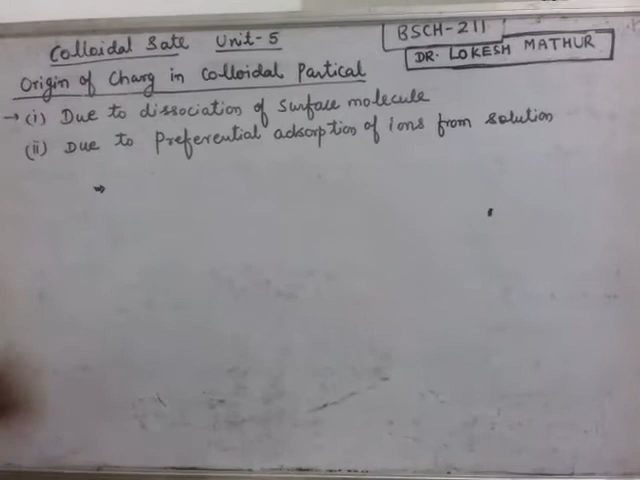 Colloidal Sate Unit-5
BSCH-211
DR. LOKESH MATHUR
Origin of Charg in Colloidal Partical
→ (i) Due to dissociation of surface molecule
(ii) Due to Preferential adsorption of ions from solution
⇒